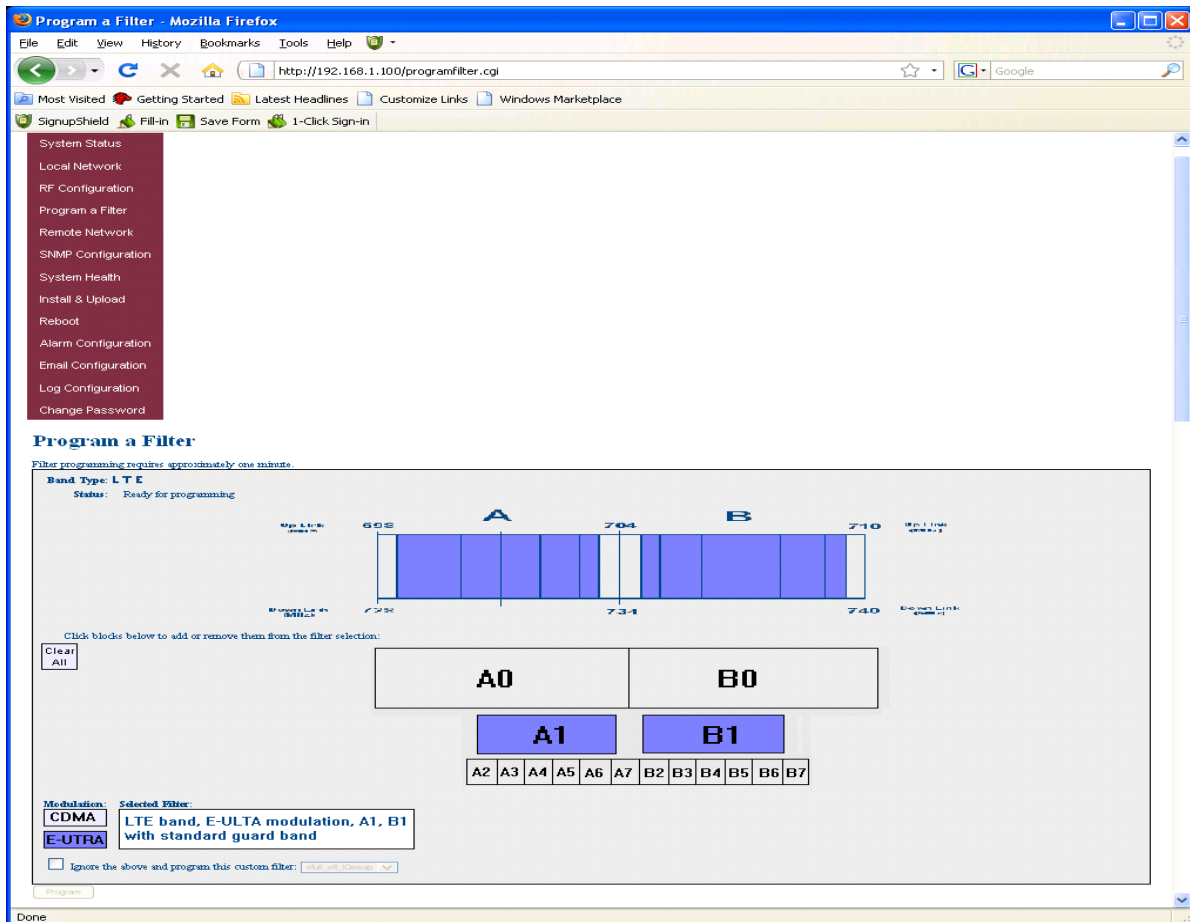 Program a Filter - Mozilla Firefox
File Edit View History Bookmarks Tools Help
http://192.168.1.100/programfilter.cgi
G Google
Most Visited Getting Started Latest Headlines Customize Links Windows Marketplace
SignupShield Fill-in Save Form 1-Click Sign-in
System Status
Local Network
RF Configuration
Program a Filter
Remote Network
SNMP Configuration
System Health
Install & Upload
Reboot
Alarm Configuration
Email Configuration
Log Configuration
Change Password
Program a Filter
Filter programming requires approximately one minute.
Band Type: L T E
Status: Ready for programming
A B
Up Link 698 704 710 Up Link
Down Link 728 734 740 Down Link
(MHz)
Click blocks below to add or remove them from the filter selection:
Clear All
A0 B0
A1 B1
A2 A3 A4 A5 A6 A7 B2 B3 B4 B5 B6 B7
Modulation: Selected Filter:
CDMA
E-UTRA
LTE band, E-ULTA modulation, A1, B1
with standard guard band
Ignore the above and program this custom filter:
Program
Done